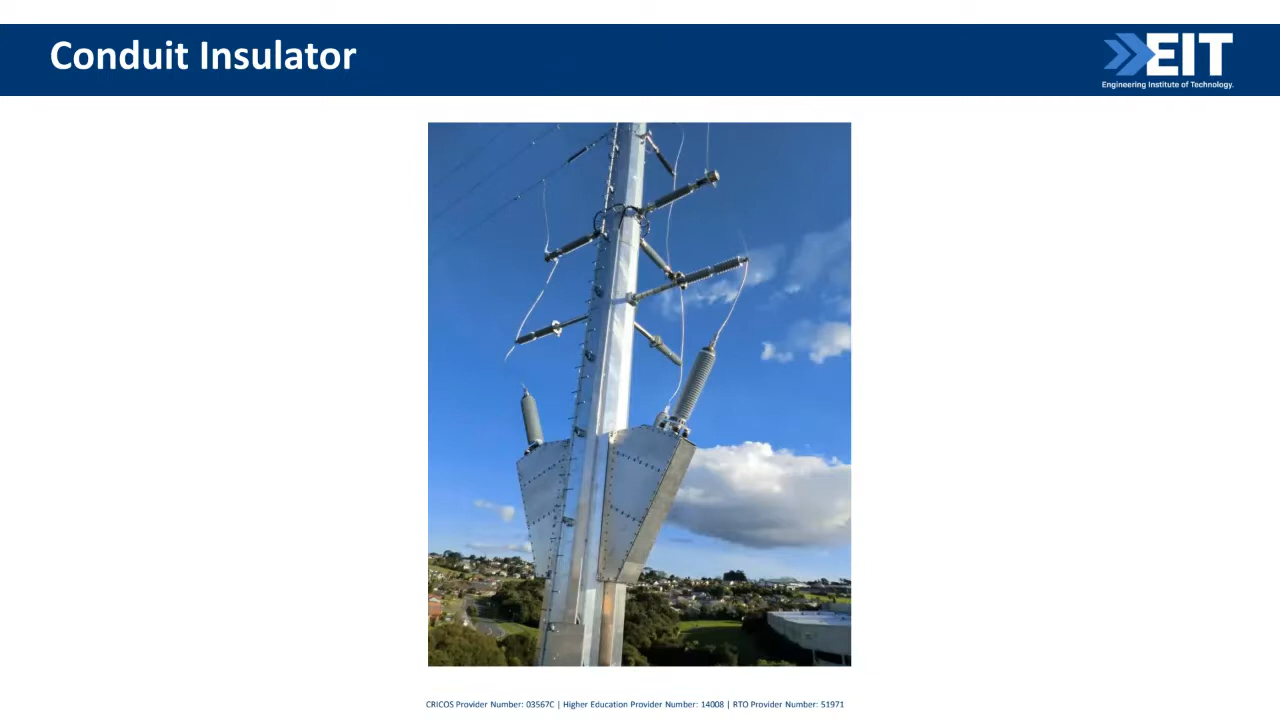 Conduit Insulator
EIT
Engineering Institute of Technology.
CRICOS Provider Number: 03567C | Higher Education Provider Number: 14008 | RTO Provider Number: 51971